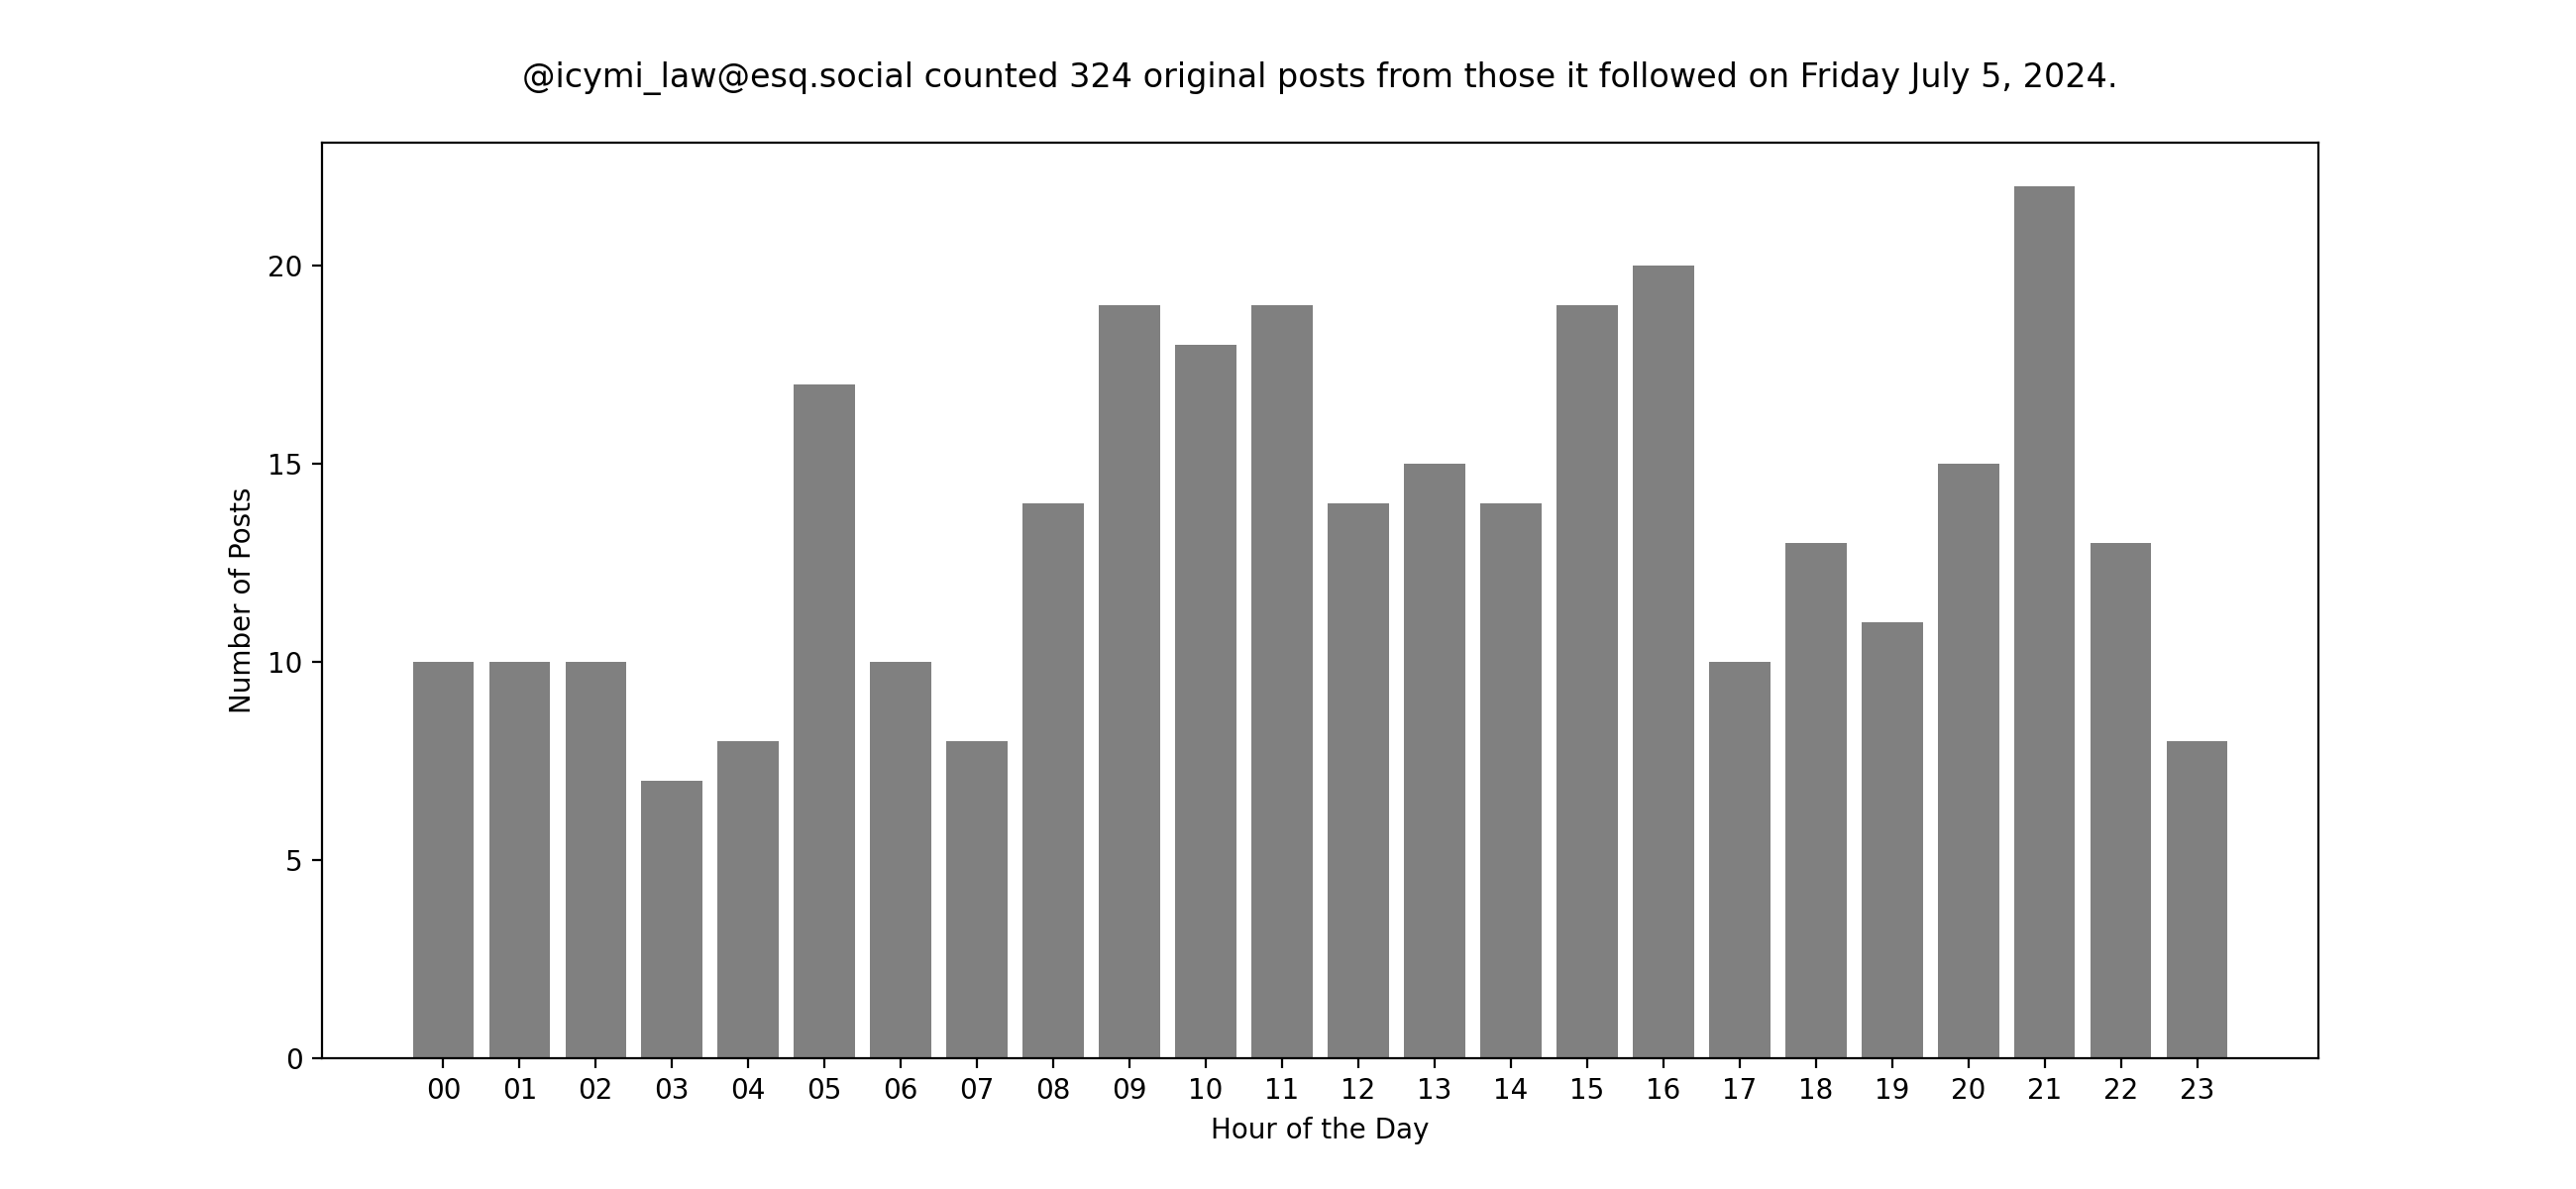 @icymi_law@esq.social counted 324 original posts from those it followed on Friday July 5, 2024.
Number of Posts
20
15
10
5
0
00 01 02 03 04 05 06 07 08 09 10 11 12 13 14 15 16 17 18 19 20 21 22 23
Hour of the Day